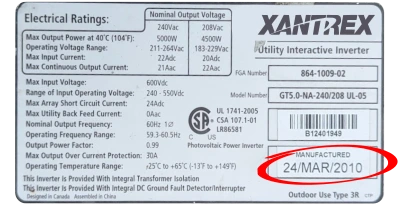 Electrical Ratings:
Nominal Output Voltage
240Vac 208Vac
Max Output Power at 40˚C (104˚F): 5000W 4500W
Operating Voltage Range: 211-264Vac 183-229Vac
Max Input Current: 22Adc 20Adc
Max Continuous Output Current: 21Aac 22Aac
Max Input Voltage: 600Vdc
Range of Input Operating Voltage: 240 - 550Vdc
Max Array Short Circuit Current: 24Adc
Max Utility Back Feed Current: 0Aac
Nominal Output Frequency: 60Hz 1Ø
Operating Frequency Range: 59.3-60.5Hz
Output Power Factor: 0.99
Max Output Over Current Protection: 30A
Operating Temperature Range: -25˚C to +65˚C (-13˚F to +149˚F)
This Inverter Is Provided With Integral Transformer Isolation
This Inverter Is Provided With Integral DC Ground Fault Detector/Interrupter
Designed in Canada Assembled in China
XANTREX
Utility Interactive Inverter
FGA Number 864-1009-02
Model Number GT5.0-NA-240/208 UL-05
UL 1741-2005
CSA 107.1-01
LR86581
C US
Photovoltaic Power Inverter
B12401949
MANUFACTURED
24/MAR/2010
Outdoor Use Type 3R